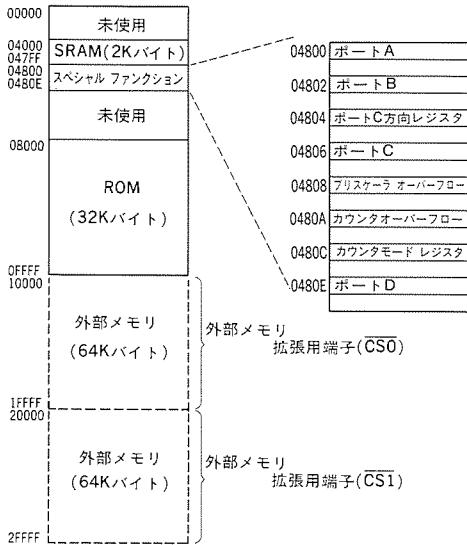 00000
未使用
04000
SRAM(2Kバイト)
047FF
04800
スペシャル ファンクション
0480E
未使用
08000
ROM
(32Kバイト)
0FFFF
10000
外部メモリ
(64Kバイト)
外部メモリ
拡張用端子(CS0)
1FFFF
20000
外部メモリ
(64Kバイト)
外部メモリ
拡張用端子(CS1)
2FFFF
04800 ポートA
04802 ポートB
04804 ポートC方向レジスタ
04806 ポートC
04808 プリスケーラ オーバーフロー
0480A カウンタオーバーフロー
0480C カウンタモード レジスタ
0480E ポートD